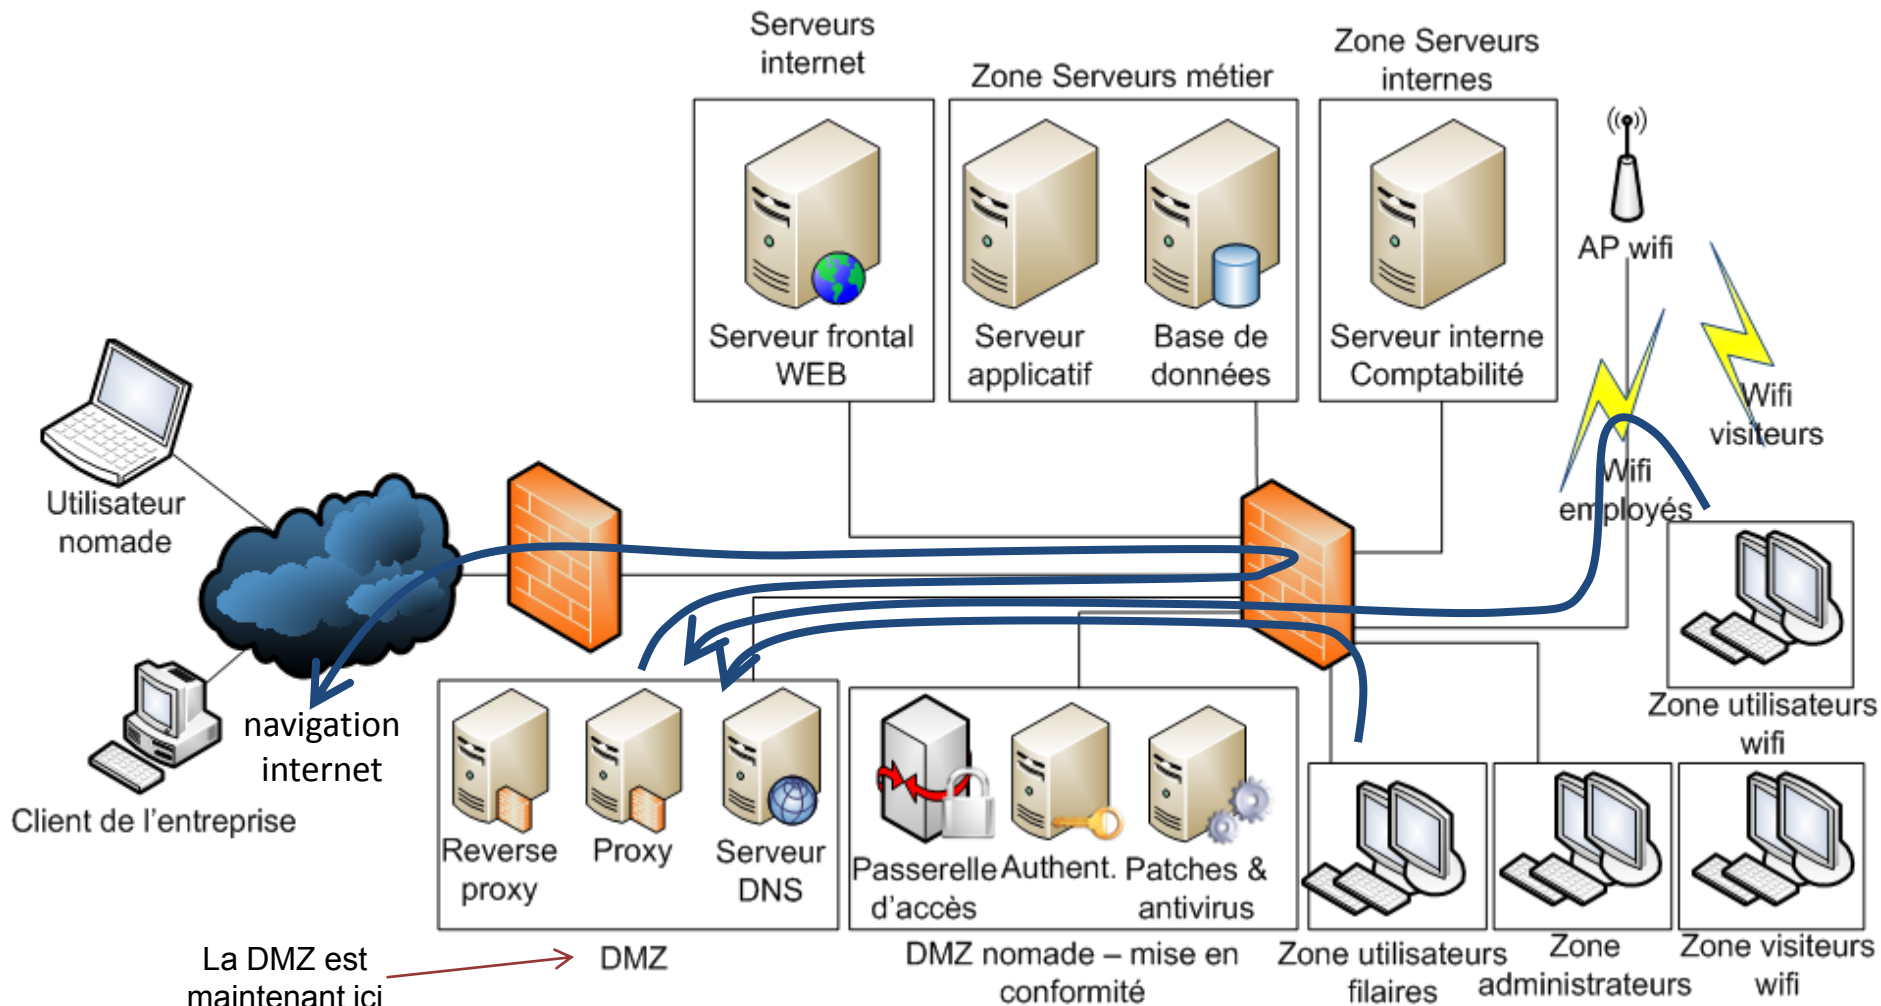 Serveurs
internet
Zone Serveurs métier
Zone Serveurs
internes
Serveur frontal
WEB
Serveur
applicatif
Base de
données
Serveur interne
Comptabilité
AP wifi
Wifi
visiteurs
Wifi
employés
Utilisateur
nomade
Client de l'entreprise
navigation
internet
Reverse
proxy
Proxy
Serveur
DNS
Passerelle
d'accès
Authent.
Patches &
antivirus
Zone utilisateurs
wifi
La DMZ est
maintenant ici
DMZ
DMZ nomade – mise en
conformité
Zone utilisateurs
filaires
Zone
administrateurs
Zone visiteurs
wifi